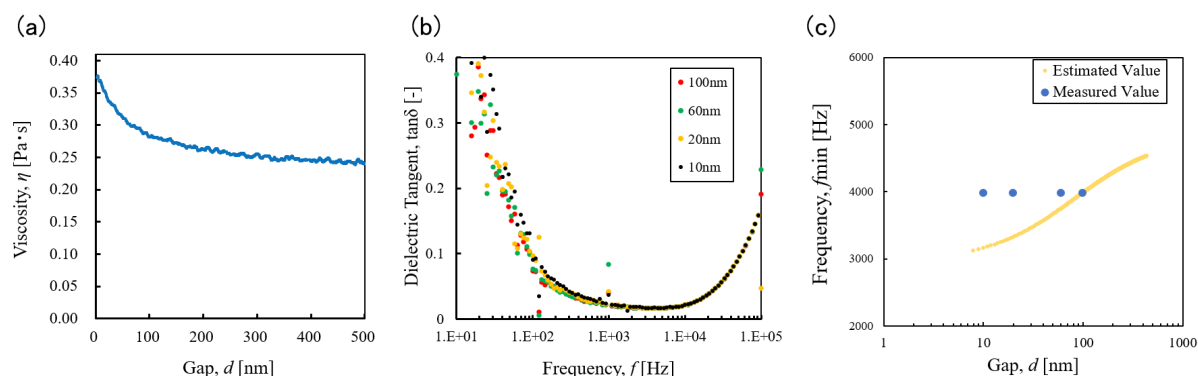 (a)
Viscosity, η [Pa・s]
0.40
0.35
0.30
0.25
0.20
0.15
0.10
0.05
0.00
0
100
200
300
400
500
Gap, d [nm]
(b)
Dielectric Tangent, tanδ [-]
0.4
0.3
0.2
0.1
0
100nm
60nm
20nm
10nm
1.E+01
1.E+02
1.E+03
1.E+04
1.E+05
Frequency, f [Hz]
(c)
Frequency, fmin [Hz]
6000
5000
4000
3000
2000
Estimated Value
Measured Value
1
10
100
1000
Gap, d [nm]